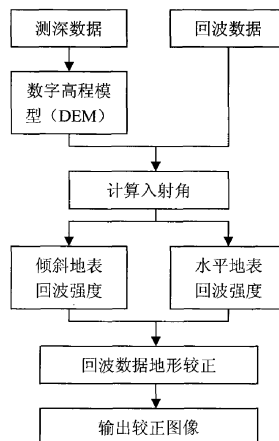 测深数据
回波数据
数字高程模
型（DEM）
计算入射角
倾斜地表
回波强度
水平地表
回波强度
回波数据地形较正
输出较正图像